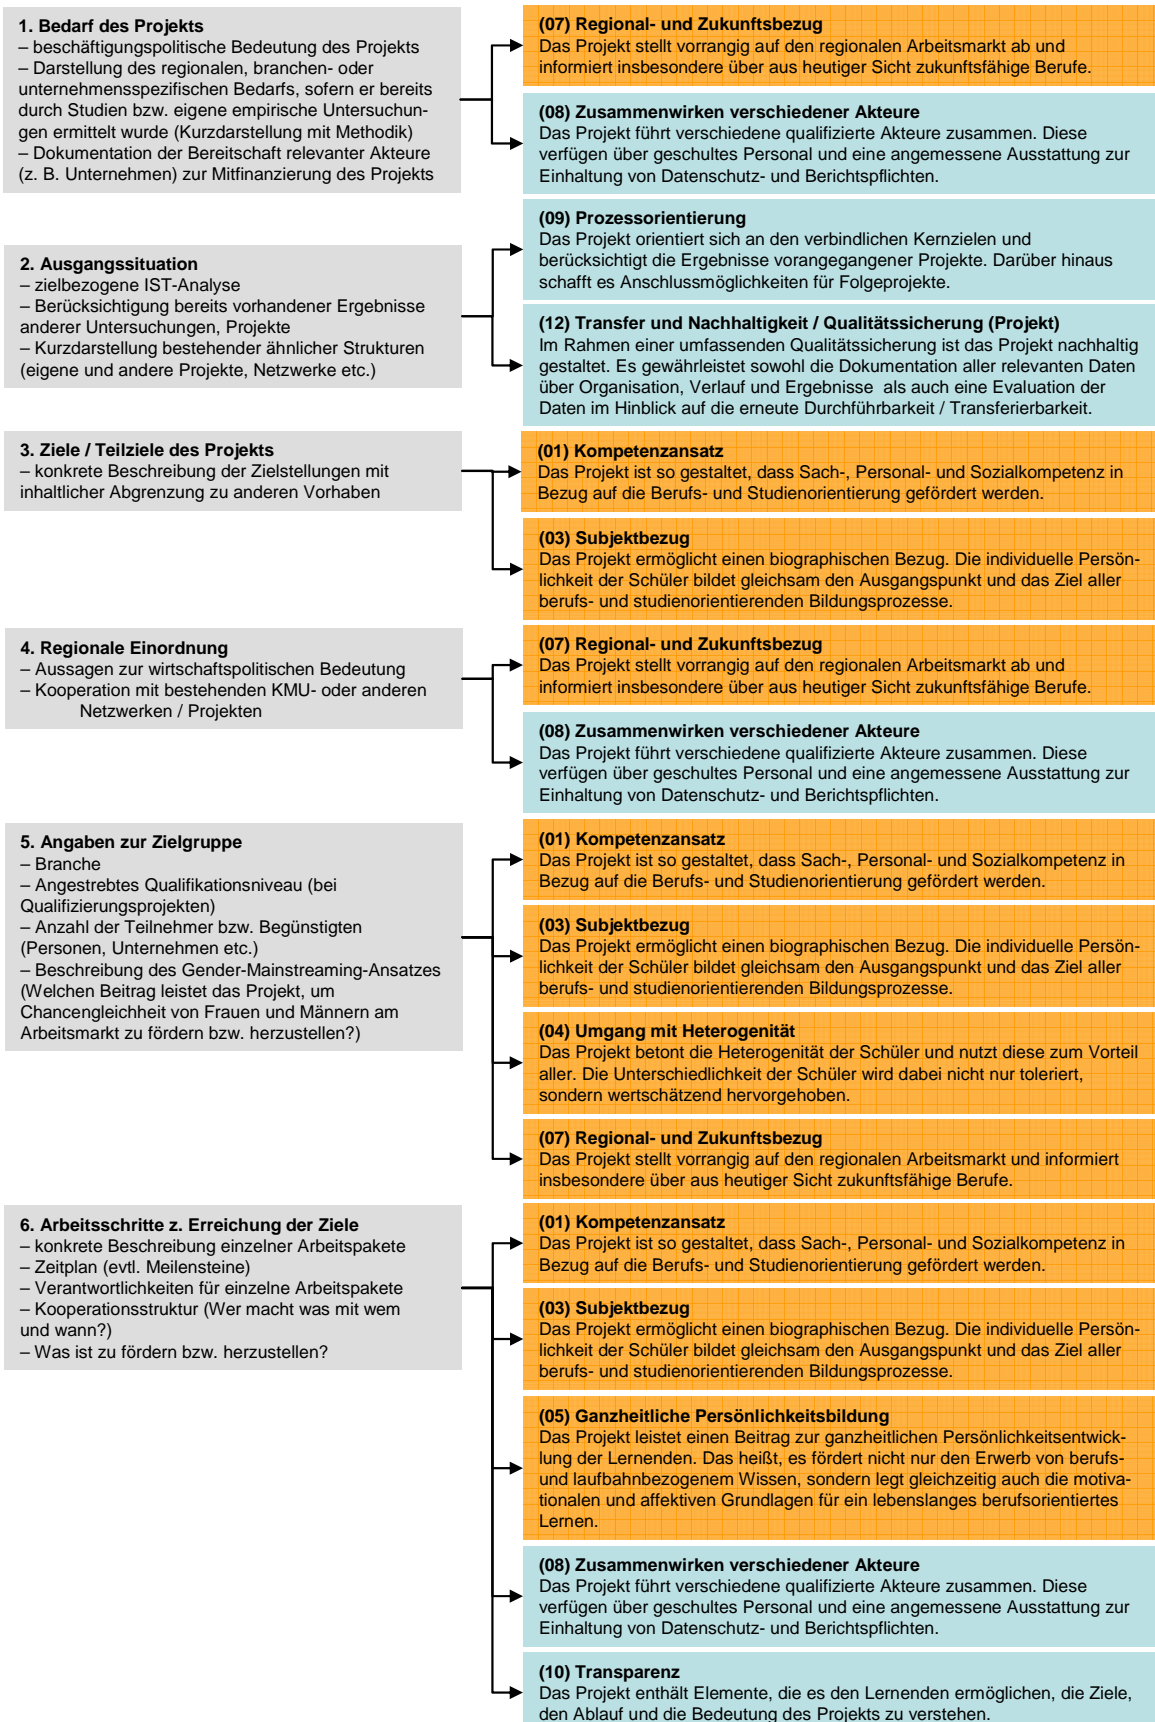 1. Bedarf des Projekts
– beschäftigungspolitische Bedeutung des Projekts
– Darstellung des regionalen, branchen- oder
unternehmensspezifischen Bedarfs, sofern er bereits
durch Studien bzw. eigene empirische Untersuchun-
gen ermittelt wurde (Kurzdarstellung mit Methodik)
– Dokumentation der Bereitschaft relevanter Akteure
(z. B. Unternehmen) zur Mitfinanzierung des Projekts
(07) Regional- und Zukunftsbezug
Das Projekt stellt vorrangig auf den regionalen Arbeitsmarkt ab und
informiert insbesondere über aus heutiger Sicht zukunftsfähige Berufe.
(08) Zusammenwirken verschiedener Akteure
Das Projekt führt verschiedene qualifizierte Akteure zusammen. Diese
verfügen über geschultes Personal und eine angemessene Ausstattung zur
Einhaltung von Datenschutz- und Berichtspflichten.
2. Ausgangssituation
– zielbezogene IST-Analyse
– Berücksichtigung bereits vorhandener Ergebnisse
anderer Untersuchungen, Projekte
– Kurzdarstellung bestehender ähnlicher Strukturen
(eigene und andere Projekte, Netzwerke etc.)
(09) Prozessorientierung
Das Projekt orientiert sich an den verbindlichen Kernzielen und
berücksichtigt die Ergebnisse vorangegangener Projekte. Darüber hinaus
schafft es Anschlussmöglichkeiten für Folgeprojekte.
(12) Transfer und Nachhaltigkeit / Qualitätssicherung (Projekt)
Im Rahmen einer umfassenden Qualitätssicherung ist das Projekt nachhaltig
gestaltet. Es gewährleistet sowohl die Dokumentation aller relevanten Daten
über Organisation, Verlauf und Ergebnisse als auch eine Evaluation der
Daten im Hinblick auf die erneute Durchführbarkeit / Transferierbarkeit.
3. Ziele / Teilziele des Projekts
– konkrete Beschreibung der Zielstellungen mit
inhaltlicher Abgrenzung zu anderen Vorhaben
(01) Kompetenzansatz
Das Projekt ist so gestaltet, dass Sach-, Personal- und Sozialkompetenz in
Bezug auf die Berufs- und Studienorientierung gefördert werden.
(03) Subjektbezug
Das Projekt ermöglicht einen biographischen Bezug. Die individuelle Persön-
lichkeit der Schüler bildet gleichsam den Ausgangspunkt und das Ziel aller
berufs- und studienorientierenden Bildungsprozesse.
4. Regionale Einordnung
– Aussagen zur wirtschaftspolitischen Bedeutung
– Kooperation mit bestehenden KMU- oder anderen
Netzwerken / Projekten
(07) Regional- und Zukunftsbezug
Das Projekt stellt vorrangig auf den regionalen Arbeitsmarkt ab und
informiert insbesondere über aus heutiger Sicht zukunftsfähige Berufe.
(08) Zusammenwirken verschiedener Akteure
Das Projekt führt verschiedene qualifizierte Akteure zusammen. Diese
verfügen über geschultes Personal und eine angemessene Ausstattung zur
Einhaltung von Datenschutz- und Berichtspflichten.
5. Angaben zur Zielgruppe
– Branche
– Angestrebtes Qualifikationsniveau (bei
Qualifizierungsprojekten)
– Anzahl der Teilnehmer bzw. Begünstigten
(Personen, Unternehmen etc.)
– Beschreibung des Gender-Mainstreaming-Ansatzes
(Welchen Beitrag leistet das Projekt, um
Chancengleichheit von Frauen und Männern am
Arbeitsmarkt zu fördern bzw. herzustellen?)
(01) Kompetenzansatz
Das Projekt ist so gestaltet, dass Sach-, Personal- und Sozialkompetenz in
Bezug auf die Berufs- und Studienorientierung gefördert werden.
(03) Subjektbezug
Das Projekt ermöglicht einen biographischen Bezug. Die individuelle Persön-
lichkeit der Schüler bildet gleichsam den Ausgangspunkt und das Ziel aller
berufs- und studienorientierenden Bildungsprozesse.
(04) Umgang mit Heterogenität
Das Projekt betont die Heterogenität der Schüler und nutzt diese zum Vorteil
aller. Die Unterschiedlichkeit der Schüler wird dabei nicht nur toleriert,
sondern wertschätzend hervorgehoben.
(07) Regional- und Zukunftsbezug
Das Projekt stellt vorrangig auf den regionalen Arbeitsmarkt und informiert
insbesondere über aus heutiger Sicht zukunftsfähige Berufe.
6. Arbeitsschritte z. Erreichung der Ziele
– konkrete Beschreibung einzelner Arbeitspakete
– Zeitplan (evtl. Meilensteine)
– Verantwortlichkeiten für einzelne Arbeitspakete
– Kooperationsstruktur (Wer macht was mit wem
und wann?)
– Was ist zu fördern bzw. herzustellen?
(01) Kompetenzansatz
Das Projekt ist so gestaltet, dass Sach-, Personal- und Sozialkompetenz in
Bezug auf die Berufs- und Studienorientierung gefördert werden.
(03) Subjektbezug
Das Projekt ermöglicht einen biographischen Bezug. Die individuelle Persön-
lichkeit der Schüler bildet gleichsam den Ausgangspunkt und das Ziel aller
berufs- und studienorientierenden Bildungsprozesse.
(05) Ganzheitliche Persönlichkeitsbildung
Das Projekt leistet einen Beitrag zur ganzheitlichen Persönlichkeitsentwick-
lung der Lernenden. Das heißt, es fördert nicht nur den Erwerb von berufs-
und laufbahnbezogenem Wissen, sondern legt gleichzeitig auch die motiva-
tionalen und affektiven Grundlagen für ein lebenslanges berufsorientiertes
Lernen.
(08) Zusammenwirken verschiedener Akteure
Das Projekt führt verschiedene qualifizierte Akteure zusammen. Diese
verfügen über geschultes Personal und eine angemessene Ausstattung zur
Einhaltung von Datenschutz- und Berichtspflichten.
(10) Transparenz
Das Projekt enthält Elemente, die es den Lernenden ermöglichen, die Ziele,
den Ablauf und die Bedeutung des Projekts zu verstehen.